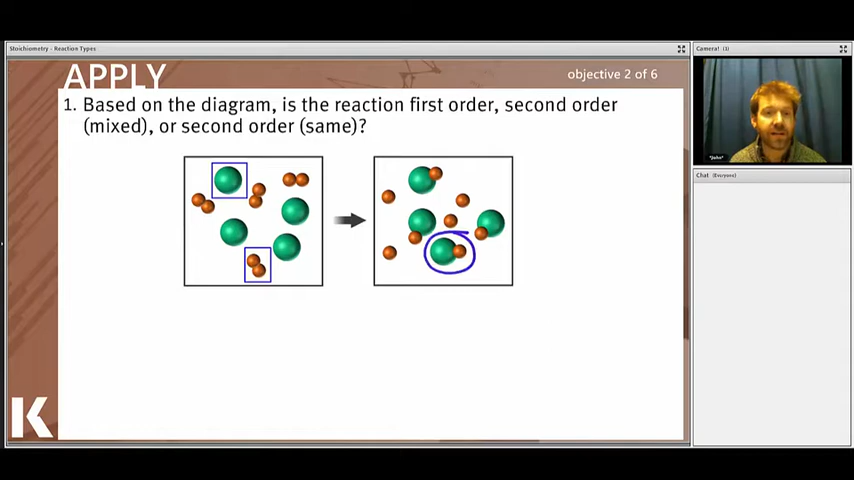 Stoichiometry - Reaction Types
Camera! (1)
APPLY
objective 2 of 6
1. Based on the diagram, is the reaction first order, second order
(mixed), or second order (same)?
*John*
Chat (Everyone)
K